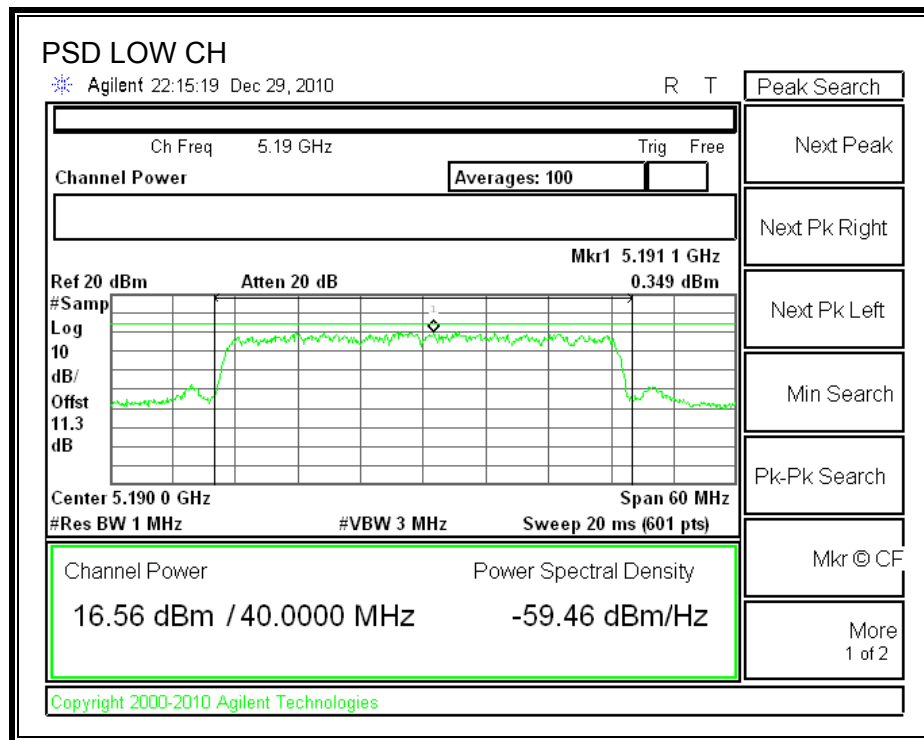 PSD LOW CH
Agilent 22:15:19 Dec 29, 2010 R T
Peak Search
Ch Freq 5.19 GHz Trig Free
Channel Power Averages: 100
Mkr1 5.191 1 GHz
Ref 20 dBm Atten 20 dB 0.349 dBm
#Samp
Log
10
dB/
Offst
11.3
dB
1
Center 5.190 0 GHz Span 60 MHz
#Res BW 1 MHz #VBW 3 MHz Sweep 20 ms (601 pts)
Channel Power Power Spectral Density
16.56 dBm / 40.0000 MHz -59.46 dBm/Hz
Next Peak
Next Pk Right
Next Pk Left
Min Search
Pk-Pk Search
Mkr © CF
More
1 of 2
Copyright 2000-2010 Agilent Technologies